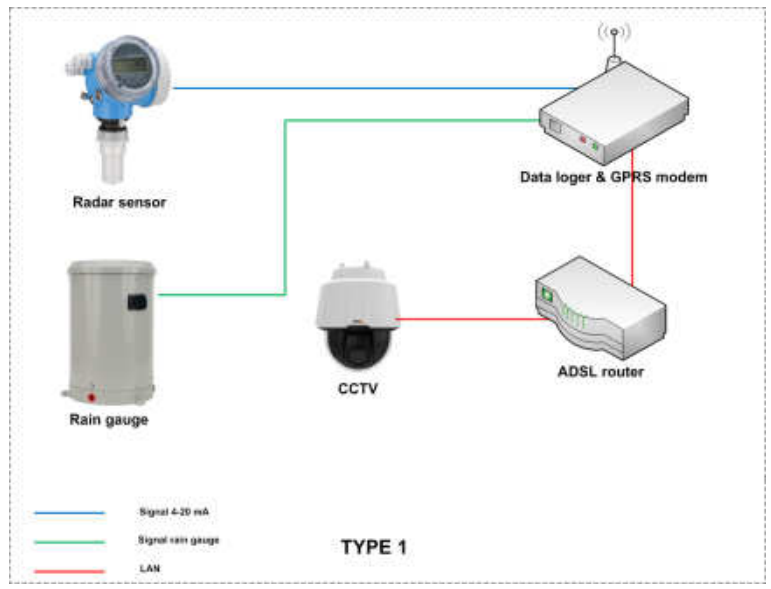 Radar sensor
Data loger & GPRS modem
ADSL router
CCTV
Rain gauge
Signal 4-20 mA
Signal rain gauge
TYPE 1
LAN